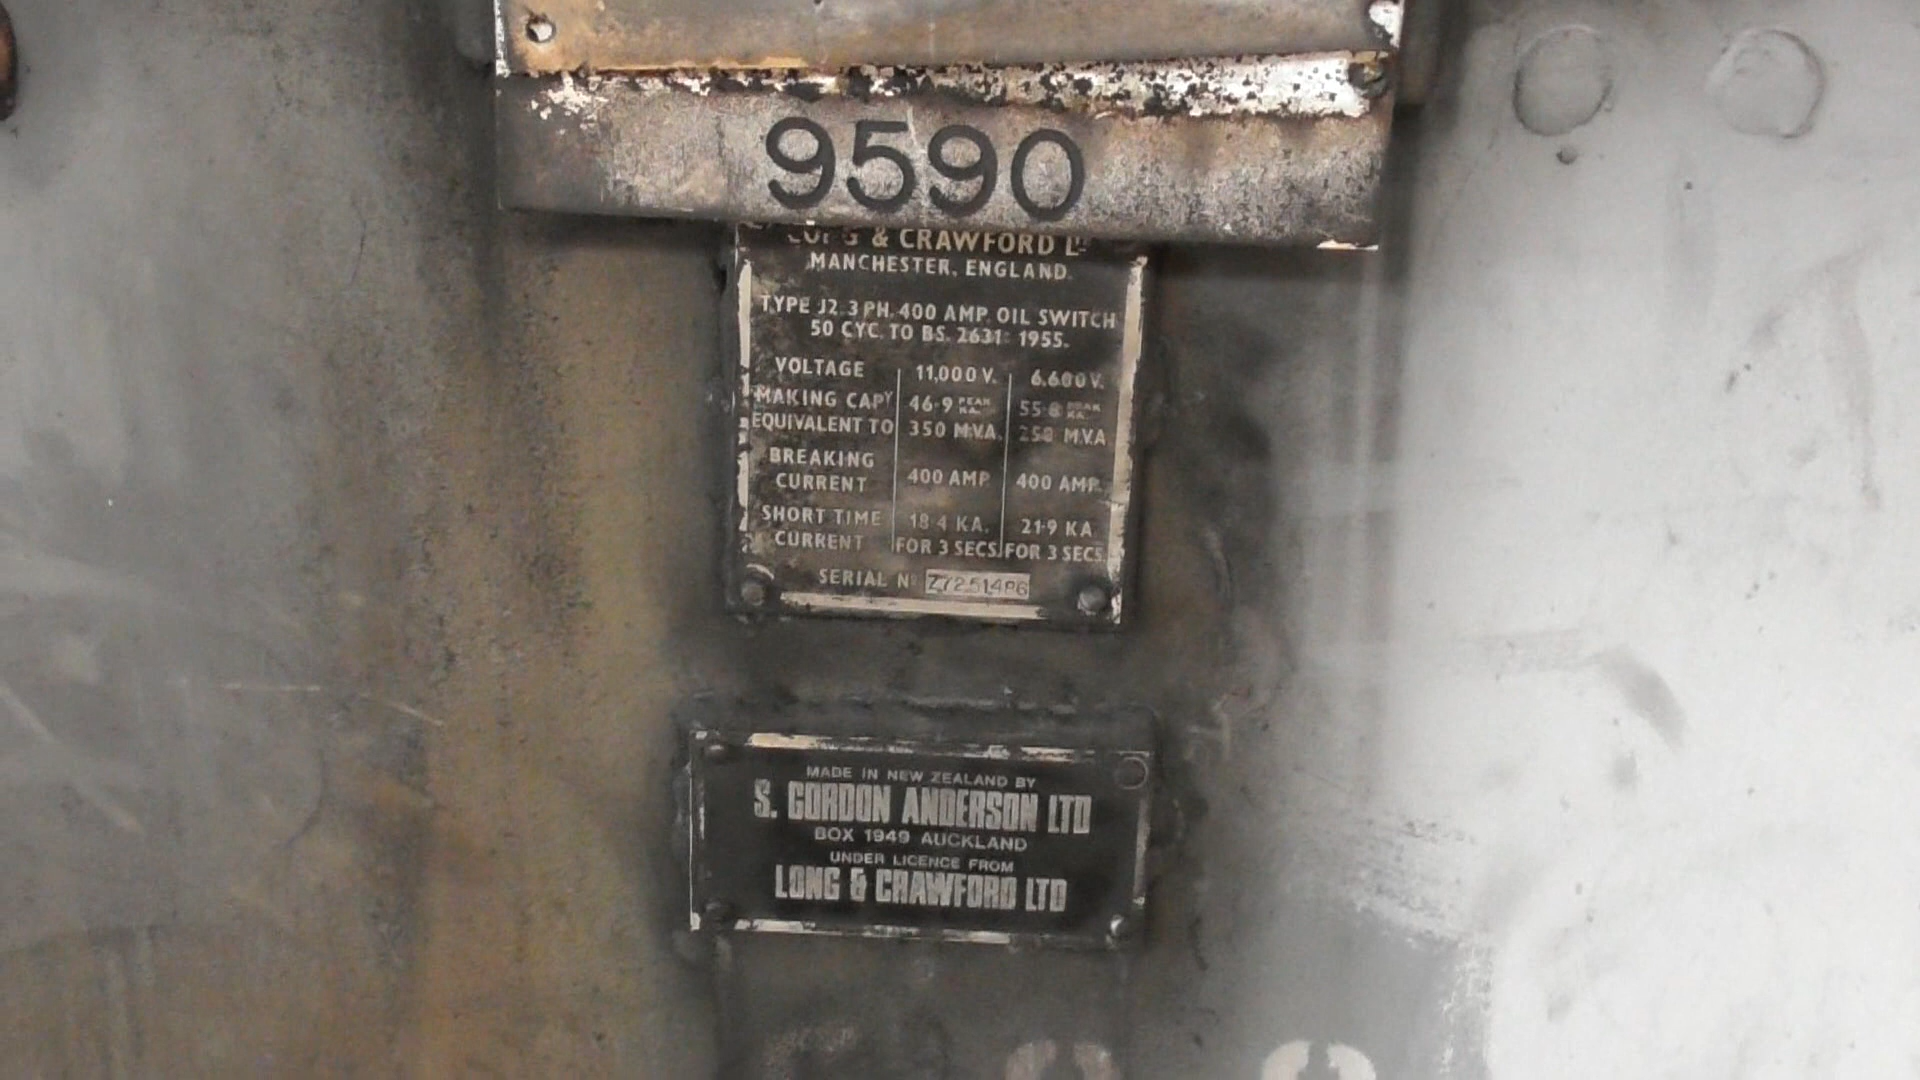 9590
LONG & CRAWFORD LTD
MANCHESTER, ENGLAND.
TYPE J2. 3 PH. 400 AMP. OIL SWITCH
50 CYC. TO BS. 2631: 1955.
VOLTAGE 11,000 V. 6,600 V.
MAKING CAPY 46·9 PEAK KA. 55·8 PEAK KA.
EQUIVALENT TO 350 M.V.A. 250 M.V.A.
BREAKING
CURRENT 400 AMP. 400 AMP.
SHORT TIME 18·4 KA. 21·9 KA.
CURRENT FOR 3 SECS. FOR 3 SECS.
SERIAL No
MADE IN NEW ZEALAND BY
S. GORDON ANDERSON LTD
BOX 1949 AUCKLAND
UNDER LICENCE FROM
LONG & CRAWFORD LTD